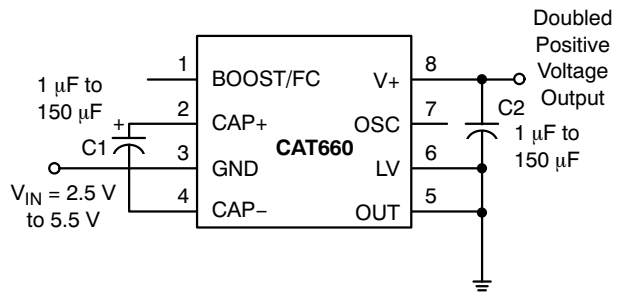 Doubled
Positive
Voltage
Output
1
BOOST/FC
V+
8
1 μF to
150 μF
+
C1
2
CAP+
OSC
7
C2
1 μF to
150 μF
CAT660
3
GND
LV
6
VIN = 2.5 V
to 5.5 V
4
CAP−
OUT
5